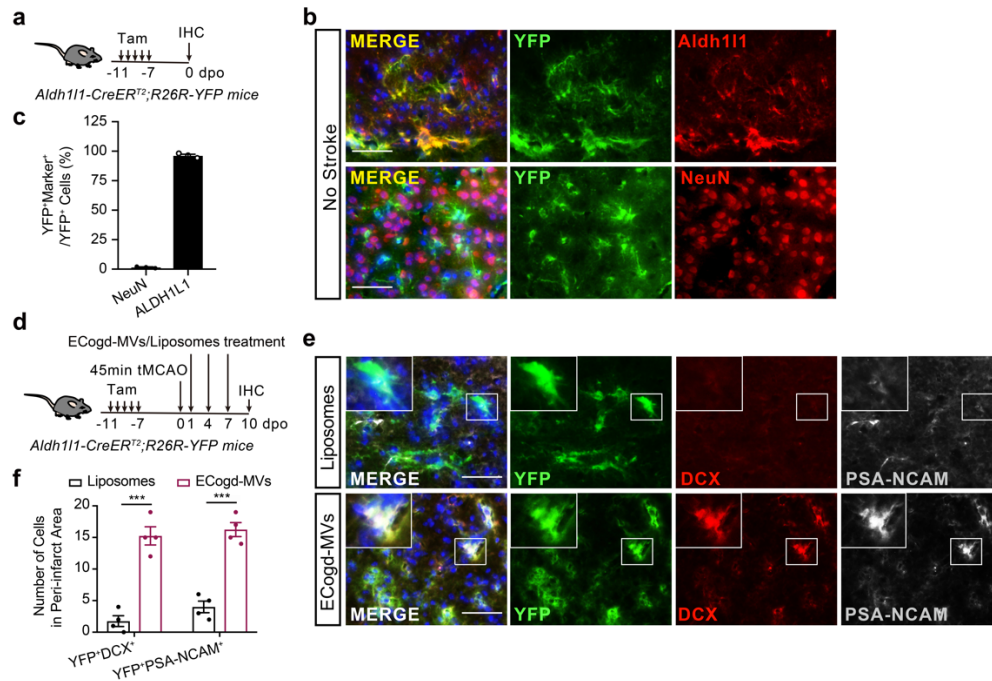 a
Tam
IHC
-11 -7 0 dpo
Aldh1l1-CreERT2;R26R-YFP mice
b
No Stroke
MERGE YFP Aldh1l1
MERGE YFP NeuN
c
YFP+Marker+
/YFP+ Cells (%)
125
100
75
50
25
0
NeuN
ALDH1L1
d
ECogd-MVs/Liposomes treatment
45min tMCAO
Tam
IHC
-11 -7 0 1 4 7 10 dpo
Aldh1l1-CreERT2;R26R-YFP mice
e
Liposomes
MERGE YFP DCX PSA-NCAM
ECogd-MVs
MERGE YFP DCX PSA-NCAM
f
Liposomes ECogd-MVs
Number of Cells
in Peri-infarct Area
20
15
10
5
0
*** ***
YFP+DCX+
YFP+PSA-NCAM+